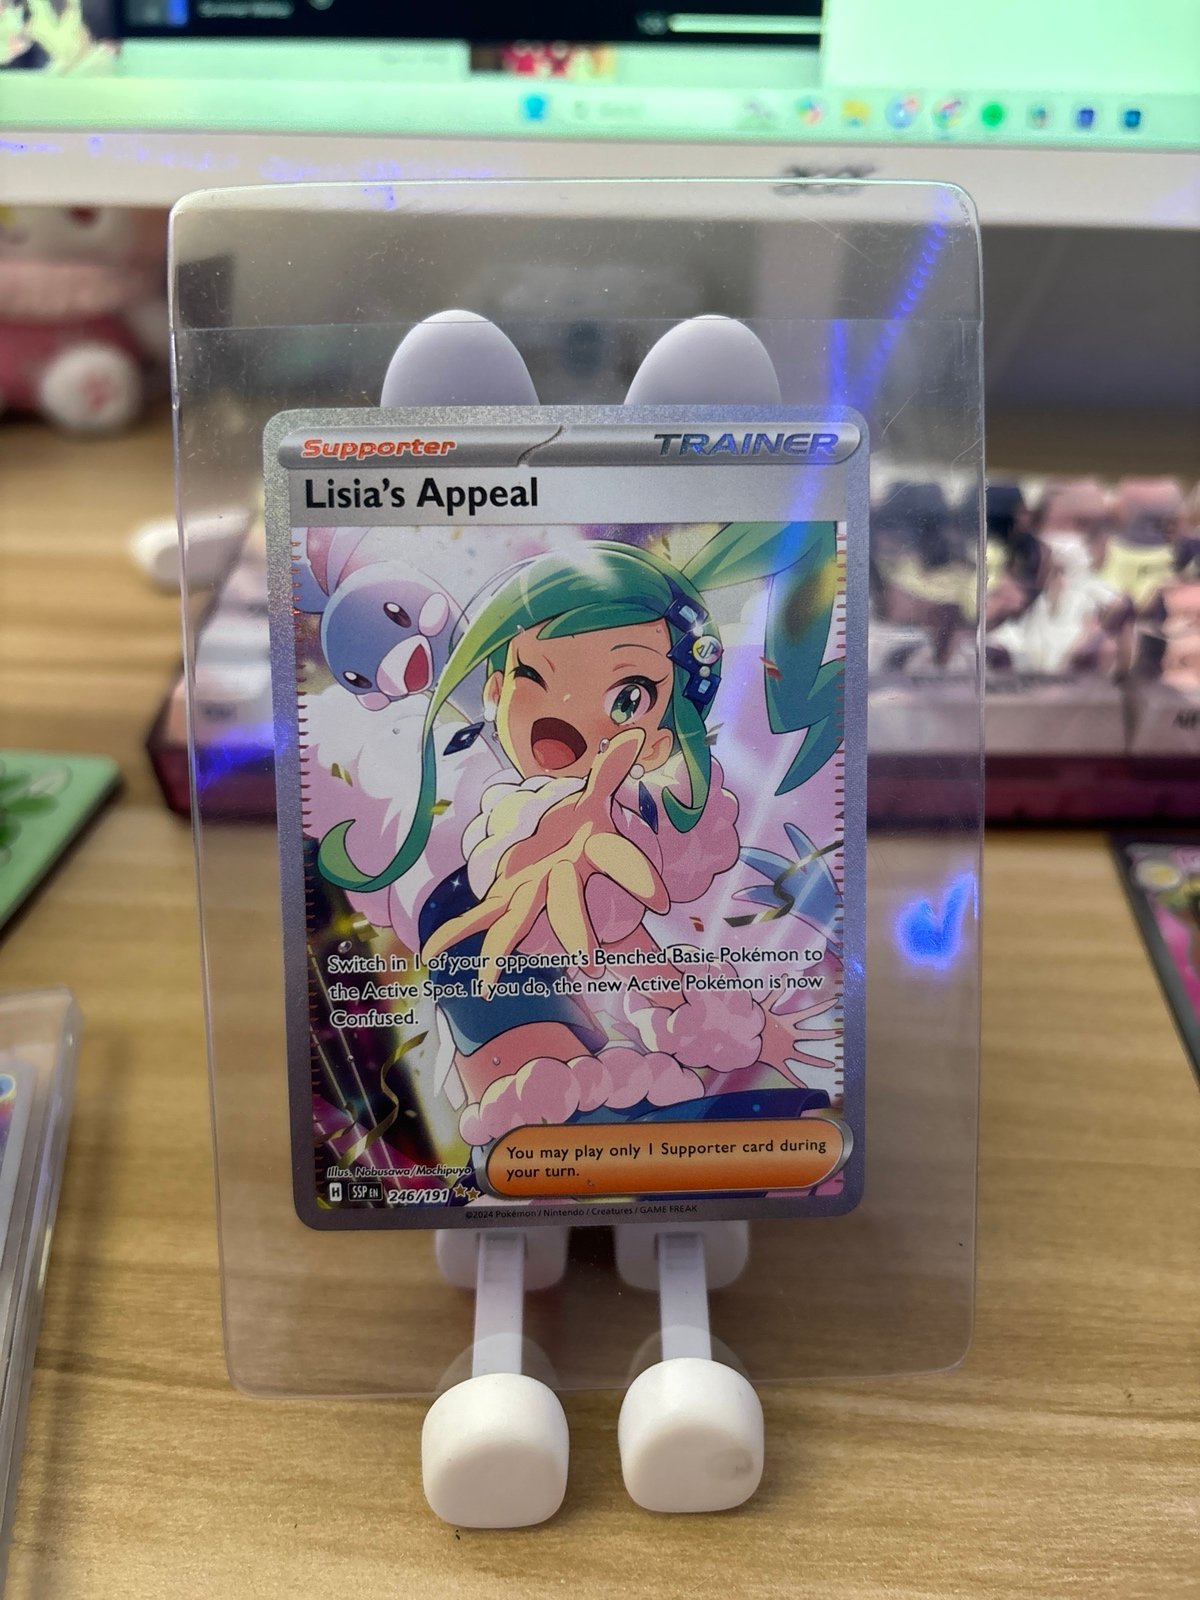 Supporter
TRAINER
Lisia's Appeal
Switch in 1 of your opponent's Benched Basic Pokémon to
the Active Spot. If you do, the new Active Pokémon is now
Confused.
You may play only 1 Supporter card during
your turn.
Illus. Nobusawa/Mochipuyo
H SSP EN 246/191
©2024 Pokémon / Nintendo / Creatures / GAME FREAK